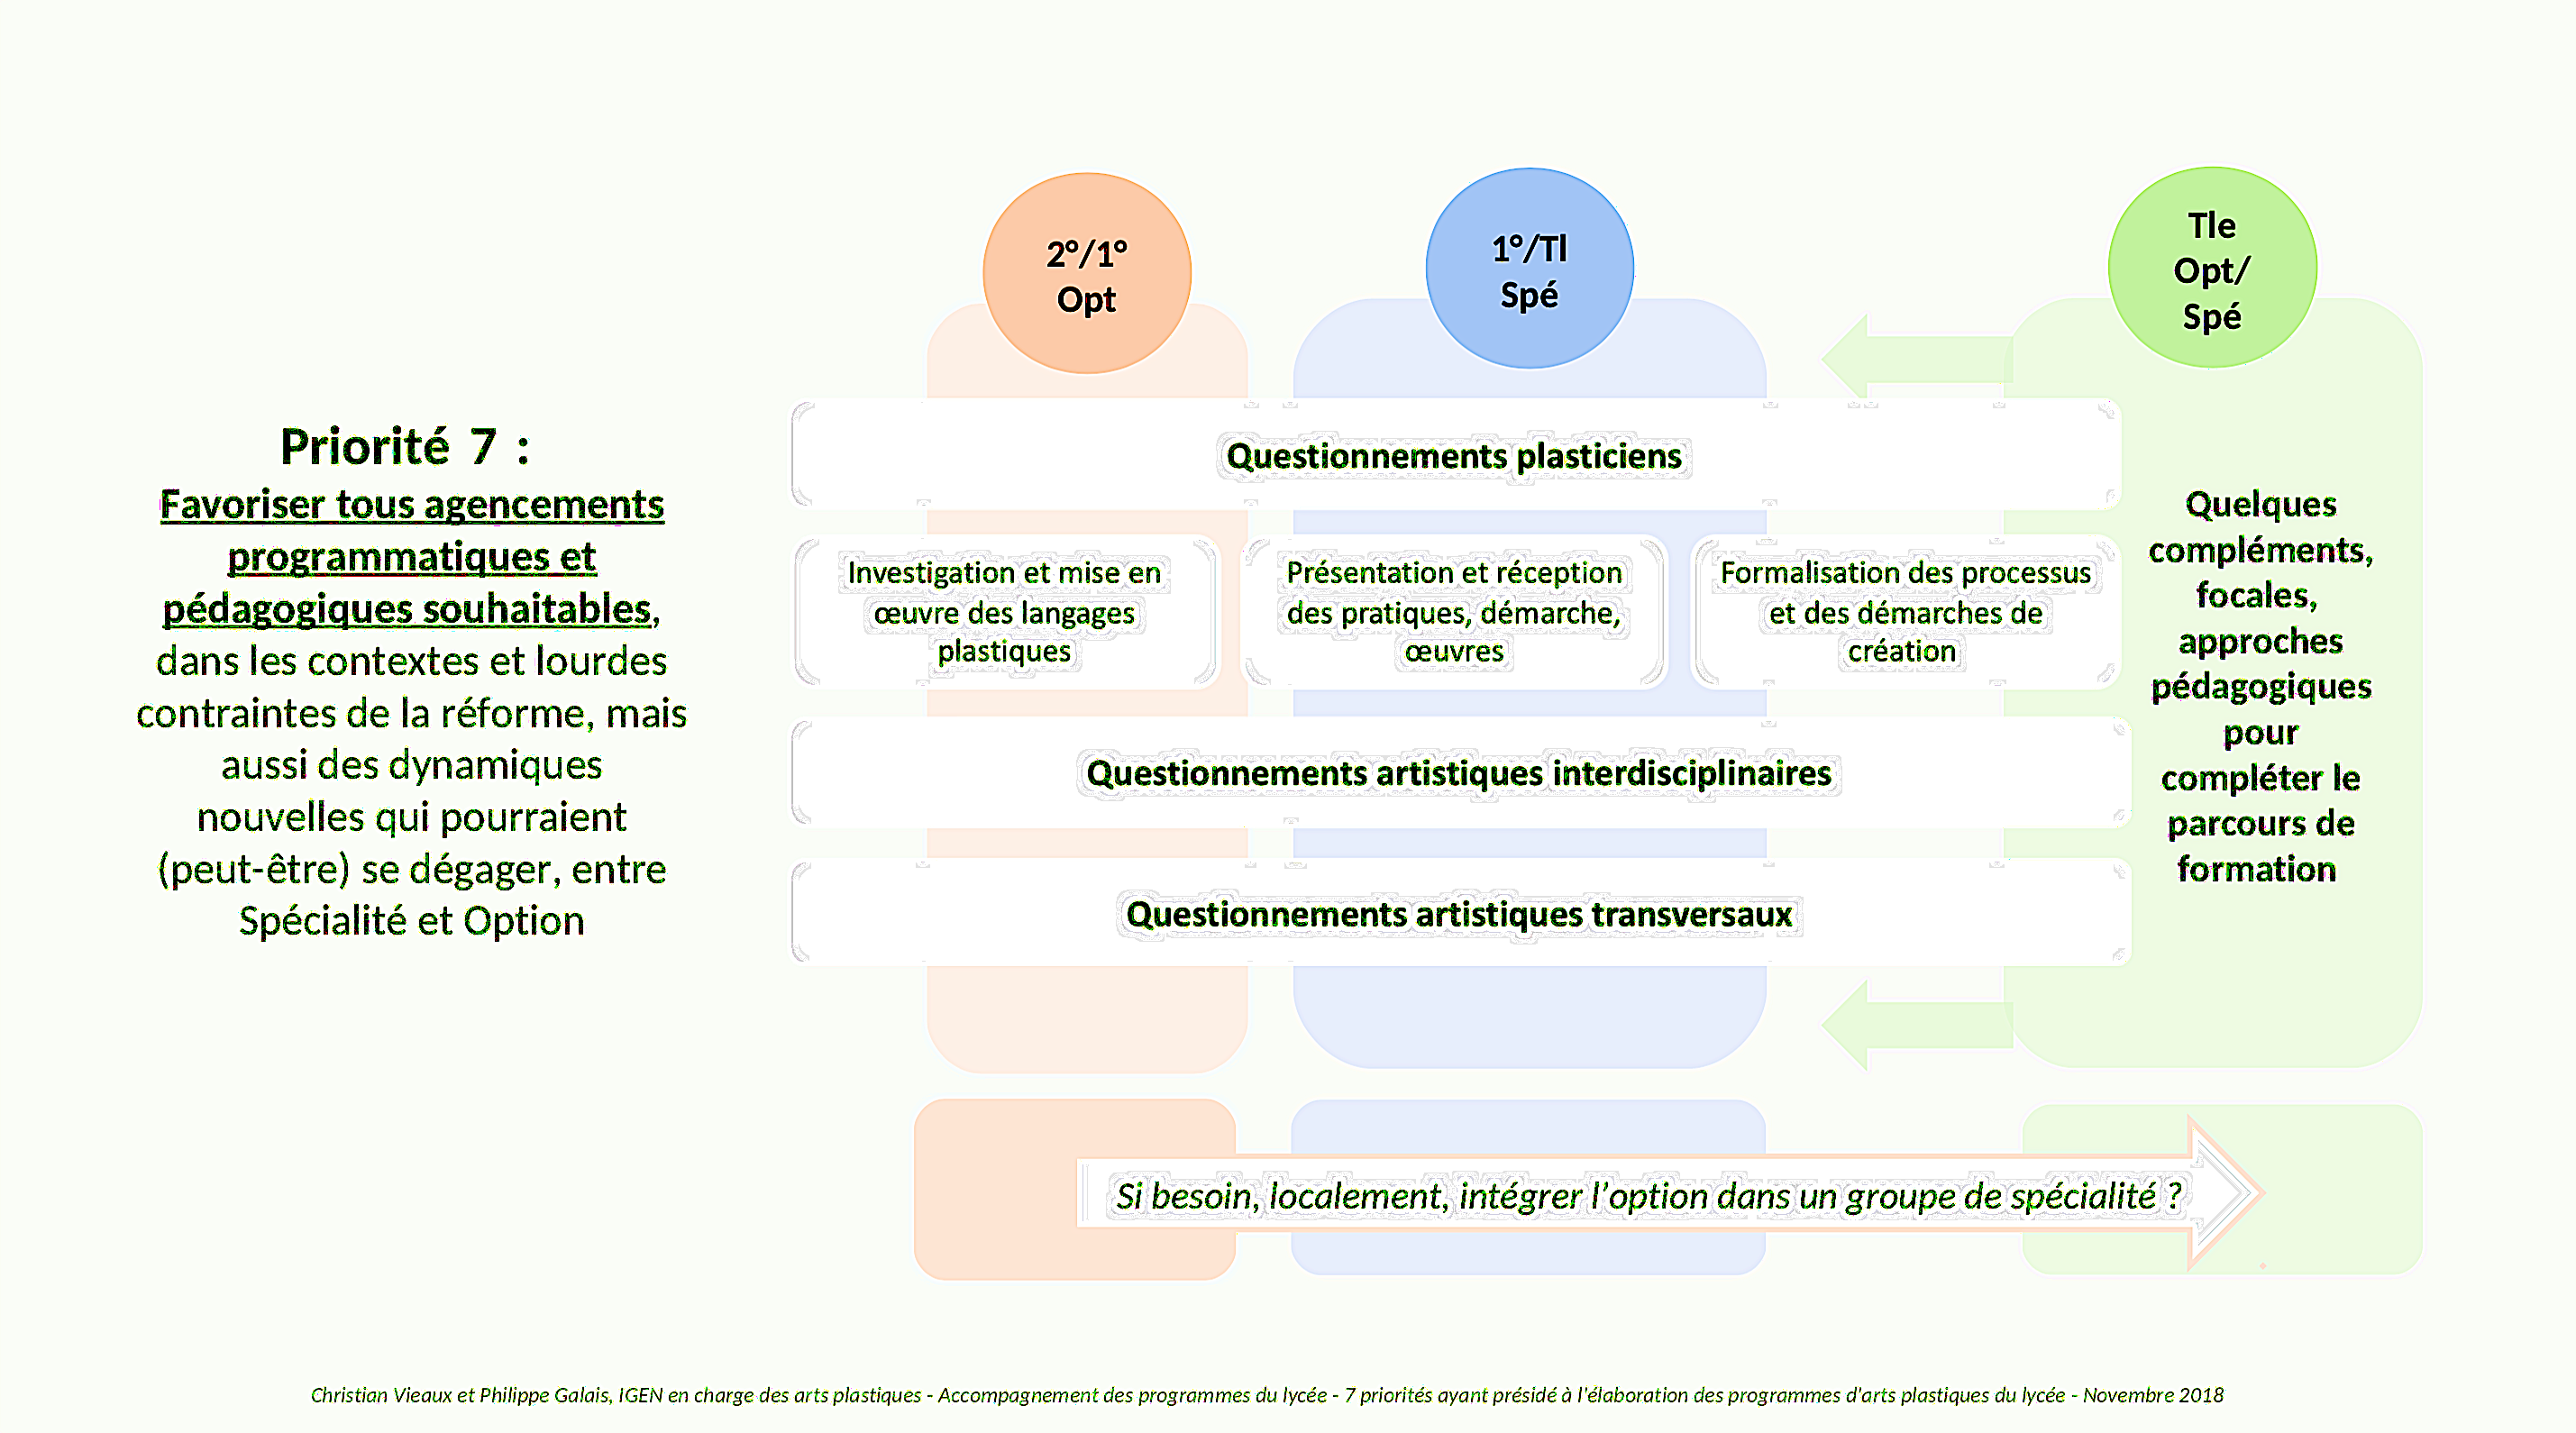 Priorité 7 :
Favoriser tous agencements
programmatiques et
pédagogiques souhaitables,
dans les contextes et lourdes
contraintes de la réforme, mais
aussi des dynamiques
nouvelles qui pourraient
(peut-être) se dégager, entre
Spécialité et Option
2°/1°
Opt
1°/Tl
Spé
Tle
Opt/
Spé
Questionnements plasticiens
Investigation et mise en
œuvre des langages
plastiques
Présentation et réception
des pratiques, démarche,
œuvres
Formalisation des processus
et des démarches de
création
Questionnements artistiques interdisciplinaires
Questionnements artistiques transversaux
Quelques
compléments,
focales,
approches
pédagogiques
pour
compléter le
parcours de
formation
Si besoin, localement, intégrer l'option dans un groupe de spécialité ?
Christian Vieaux et Philippe Galais, IGEN en charge des arts plastiques - Accompagnement des programmes du lycée - 7 priorités ayant présidé à l'élaboration des programmes d'arts plastiques du lycée - Novembre 2018